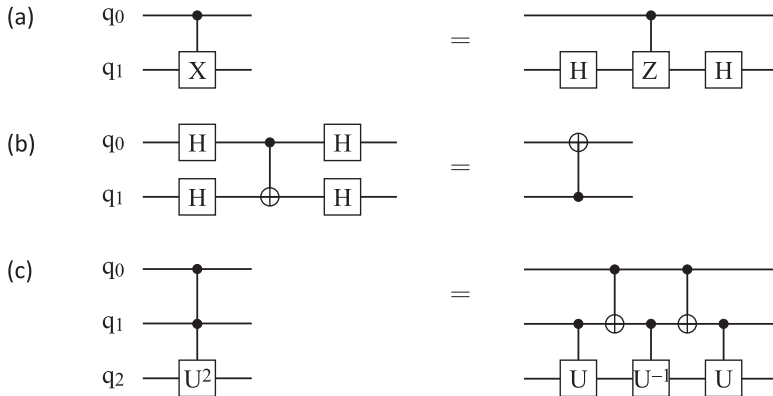 (a) q₀ =
q₁ X H Z H
(b) q₀ H H =
q₁ H H
(c) q₀ =
q₁
q₂ U² U U⁻¹ U